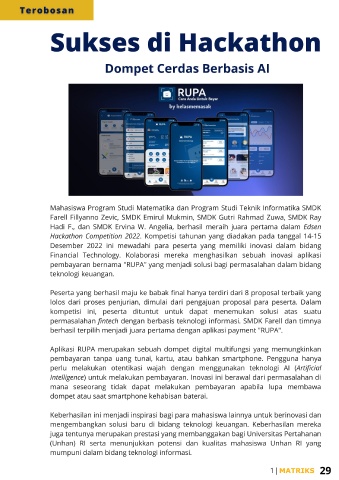 Terobosan
Sukses di Hackathon
Dompet Cerdas Berbasis AI
RUPA
Cara Anda Untuk Bayar
by helasmemasah
Mahasiswa Program Studi Matematika dan Program Studi Teknik Informatika SMDK
Farell Fillyanno Zevic, SMDK Emirul Mukmin, SMDK Gutri Rahmad Zuwa, SMDK Ray
Hadi F., dan SMDK Ervina W. Angelia, berhasil meraih juara pertama dalam Edsen
Hackathon Competition 2022. Kompetisi tahunan yang diadakan pada tanggal 14-15
Desember 2022 ini mewadahi para peserta yang memiliki inovasi dalam bidang
Financial Technology. Kolaborasi mereka menghasilkan sebuah inovasi aplikasi
pembayaran bernama "RUPA" yang menjadi solusi bagi permasalahan dalam bidang
teknologi keuangan.
Peserta yang berhasil maju ke babak final hanya terdiri dari 8 proposal terbaik yang
lolos dari proses penjurian, dimulai dari pengajuan proposal para peserta. Dalam
kompetisi ini, peserta dituntut untuk dapat menemukan solusi atas suatu
permasalahan fintech dengan berbasis teknologi informasi. SMDK Farell dan timnya
berhasil terpilih menjadi juara pertama dengan aplikasi payment "RUPA".
Aplikasi RUPA merupakan sebuah dompet digital multifungsi yang memungkinkan
pembayaran tanpa uang tunai, kartu, atau bahkan smartphone. Pengguna hanya
perlu melakukan otentikasi wajah dengan menggunakan teknologi AI (Artificial
Intelligence) untuk melakukan pembayaran. Inovasi ini berawal dari permasalahan di
mana seseorang tidak dapat melakukan pembayaran apabila lupa membawa
dompet atau saat smartphone kehabisan baterai.
Keberhasilan ini menjadi inspirasi bagi para mahasiswa lainnya untuk berinovasi dan
mengembangkan solusi baru di bidang teknologi keuangan. Keberhasilan mereka
juga tentunya merupakan prestasi yang membanggakan bagi Universitas Pertahanan
(Unhan) RI serta menunjukkan potensi dan kualitas mahasiswa Unhan RI yang
mumpuni dalam bidang teknologi informasi.
1 | MATRIKS 29